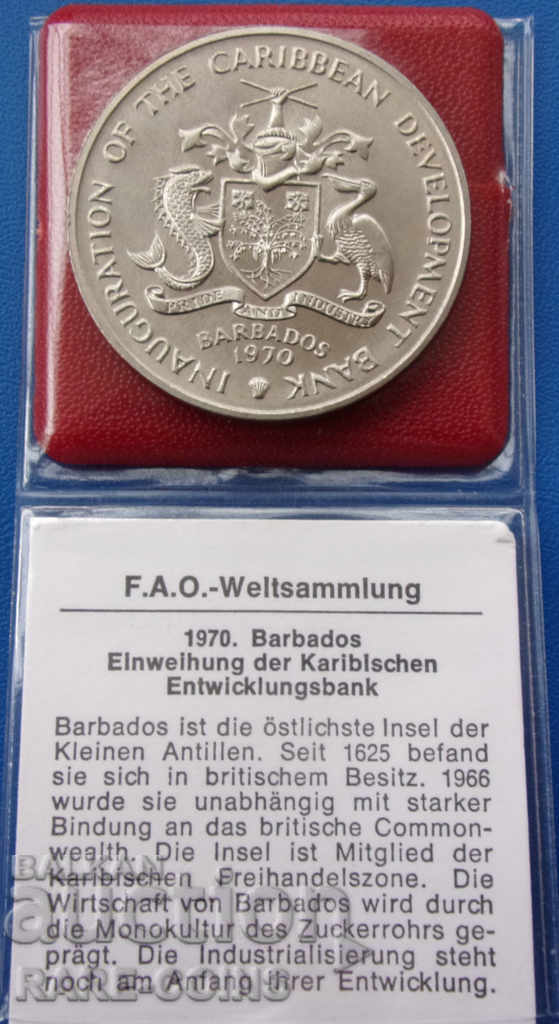 INAUGURATION OF THE CARIBBEAN DEVELOPMENT BANK
PRIDE AND INDUSTRY
BARBADOS
1970
F.A.O.-Weltsammlung
1970. Barbados
Einweihung der Karibischen
Entwicklungsbank
Barbados ist die östlichste Insel der
Kleinen Antillen. Seit 1625 befand
sie sich in britischem Besitz. 1966
wurde sie unabhängig mit starker
Bindung an das britische Common-
wealth. Die Insel ist Mitglied der
Karibischen Freihandelszone. Die
Wirtschaft von Barbados wird durch
die Monokultur des Zuckerrohrs ge-
prägt. Die Industrialisierung steht
noch am Anfang ihrer Entwicklung.
BALKAN
auction
RARE-COINS